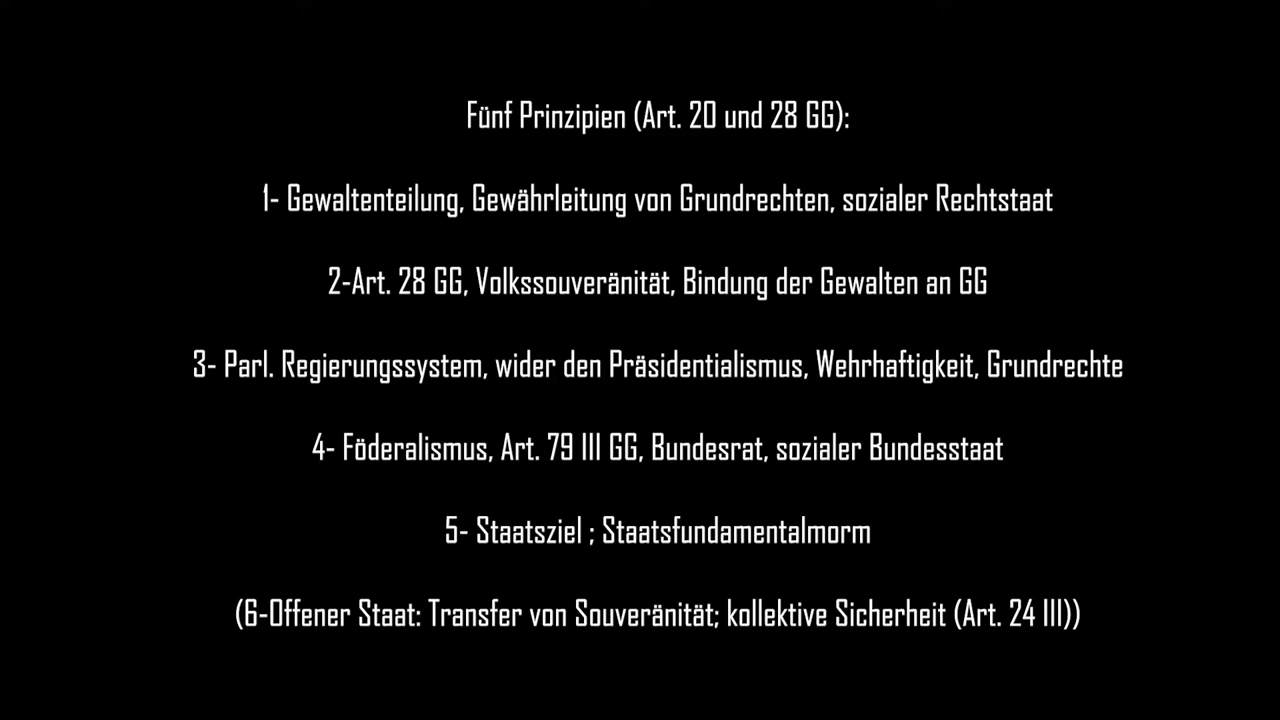 Fünf Prinzipien (Art. 20 und 28 GG):
1- Gewaltenteilung, Gewährleitung von Grundrechten, sozialer Rechtstaat
2-Art. 28 GG, Volkssouveränität, Bindung der Gewalten an GG
3- Parl. Regierungssystem, wider den Präsidentialismus, Wehrhaftigkeit, Grundrechte
4- Föderalismus, Art. 79 III GG, Bundesrat, sozialer Bundesstaat
5- Staatsziel ; Staatsfundamentalmorm
(6-Offener Staat: Transfer von Souveränität; kollektive Sicherheit (Art. 24 III))